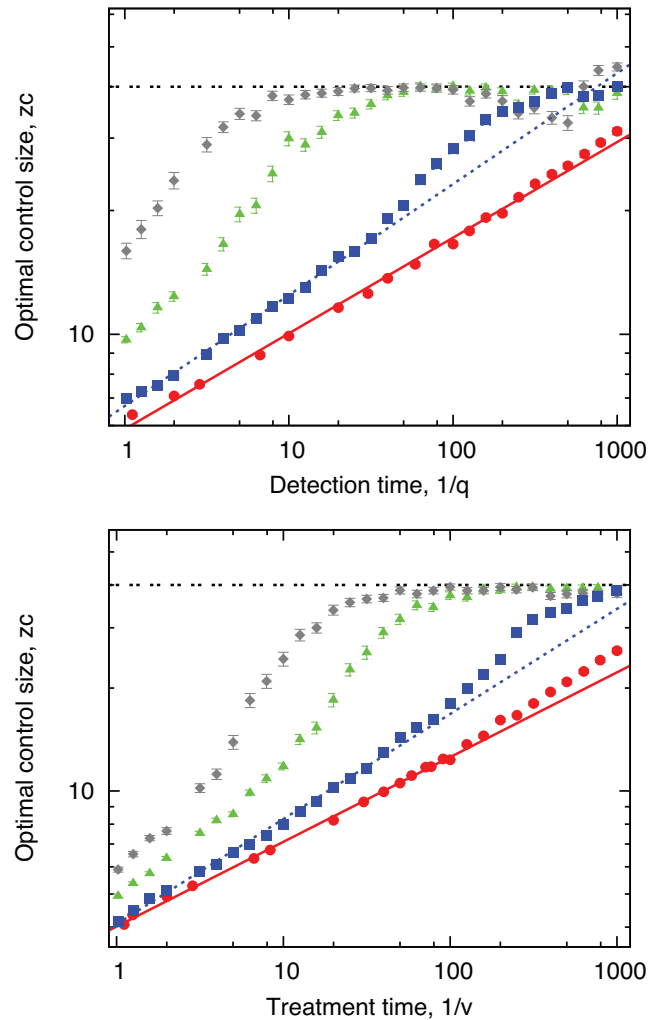 Optimal control size, zc
10
1
10
100
1000
Detection time, 1/q
Optimal control size, zc
10
1
10
100
1000
Treatment time, 1/v